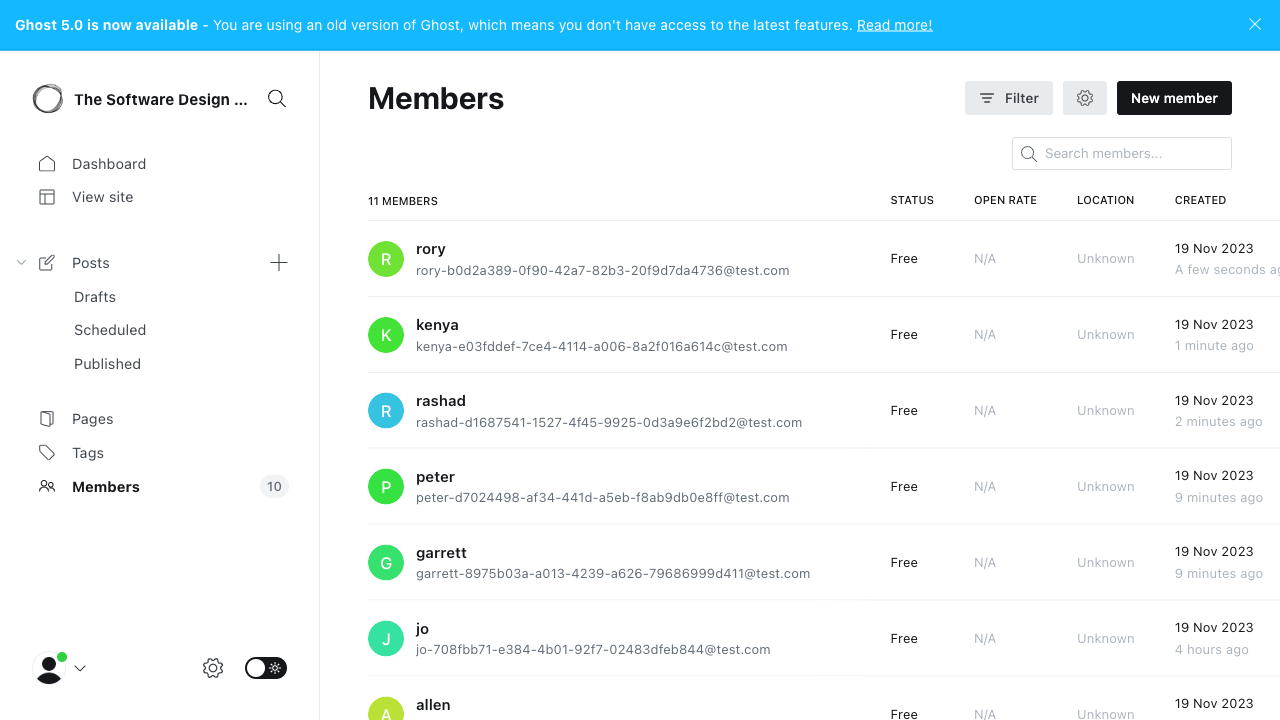 Ghost 5.0 is now available - You are using an old version of Ghost, which means you don't have access to the latest features. Read more!
The Software Design ...
Dashboard
View site
Posts
Drafts
Scheduled
Published
Pages
Tags
Members 10
Members
Filter
New member
Search members...
11 MEMBERS STATUS OPEN RATE LOCATION CREATED
R rory Free N/A Unknown 19 Nov 2023
rory-b0d2a389-0f90-42a7-82b3-20f9d7da4736@test.com A few seconds
K kenya Free N/A Unknown 19 Nov 2023
kenya-e03fddef-7ce4-4114-a006-8a2f016a614c@test.com 1 minute ago
R rashad Free N/A Unknown 19 Nov 2023
rashad-d1687541-1527-4f45-9925-0d3a9e6f2bd2@test.com 2 minutes ago
P peter Free N/A Unknown 19 Nov 2023
peter-d7024498-af34-441d-a5eb-f8ab9db0e8ff@test.com 9 minutes ago
G garrett Free N/A Unknown 19 Nov 2023
garrett-8975b03a-a013-4239-a626-79686999d411@test.com 9 minutes ago
J jo Free N/A Unknown 19 Nov 2023
jo-708fbb71-e384-4b01-92f7-02483dfeb844@test.com 4 hours ago
A allen Free N/A Unknown 19 Nov 2023